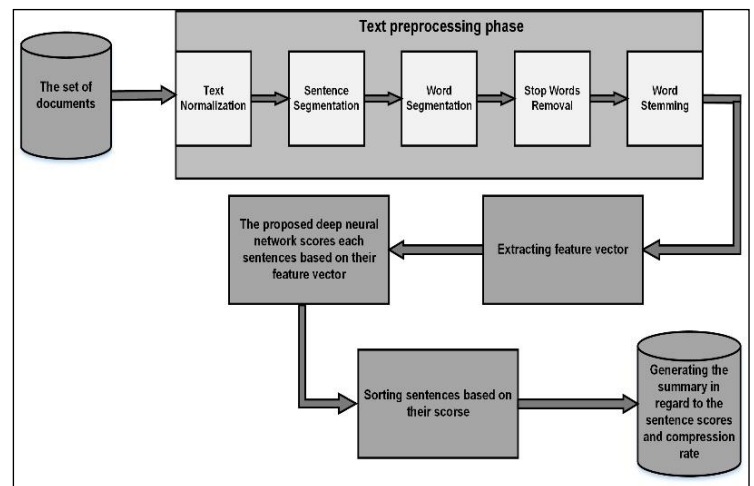 Text preprocessing phase
The set of
documents
Text
Normalization
Sentence
Segmentation
Word
Segmentation
Stop Words
Removal
Word
Stemming
The proposed deep neural
network scores each
sentences based on their
feature vector
Extracting feature vector
Sorting sentences based on
their scorse
Generating the
summary in
regard to the
sentence scores
and compression
rate